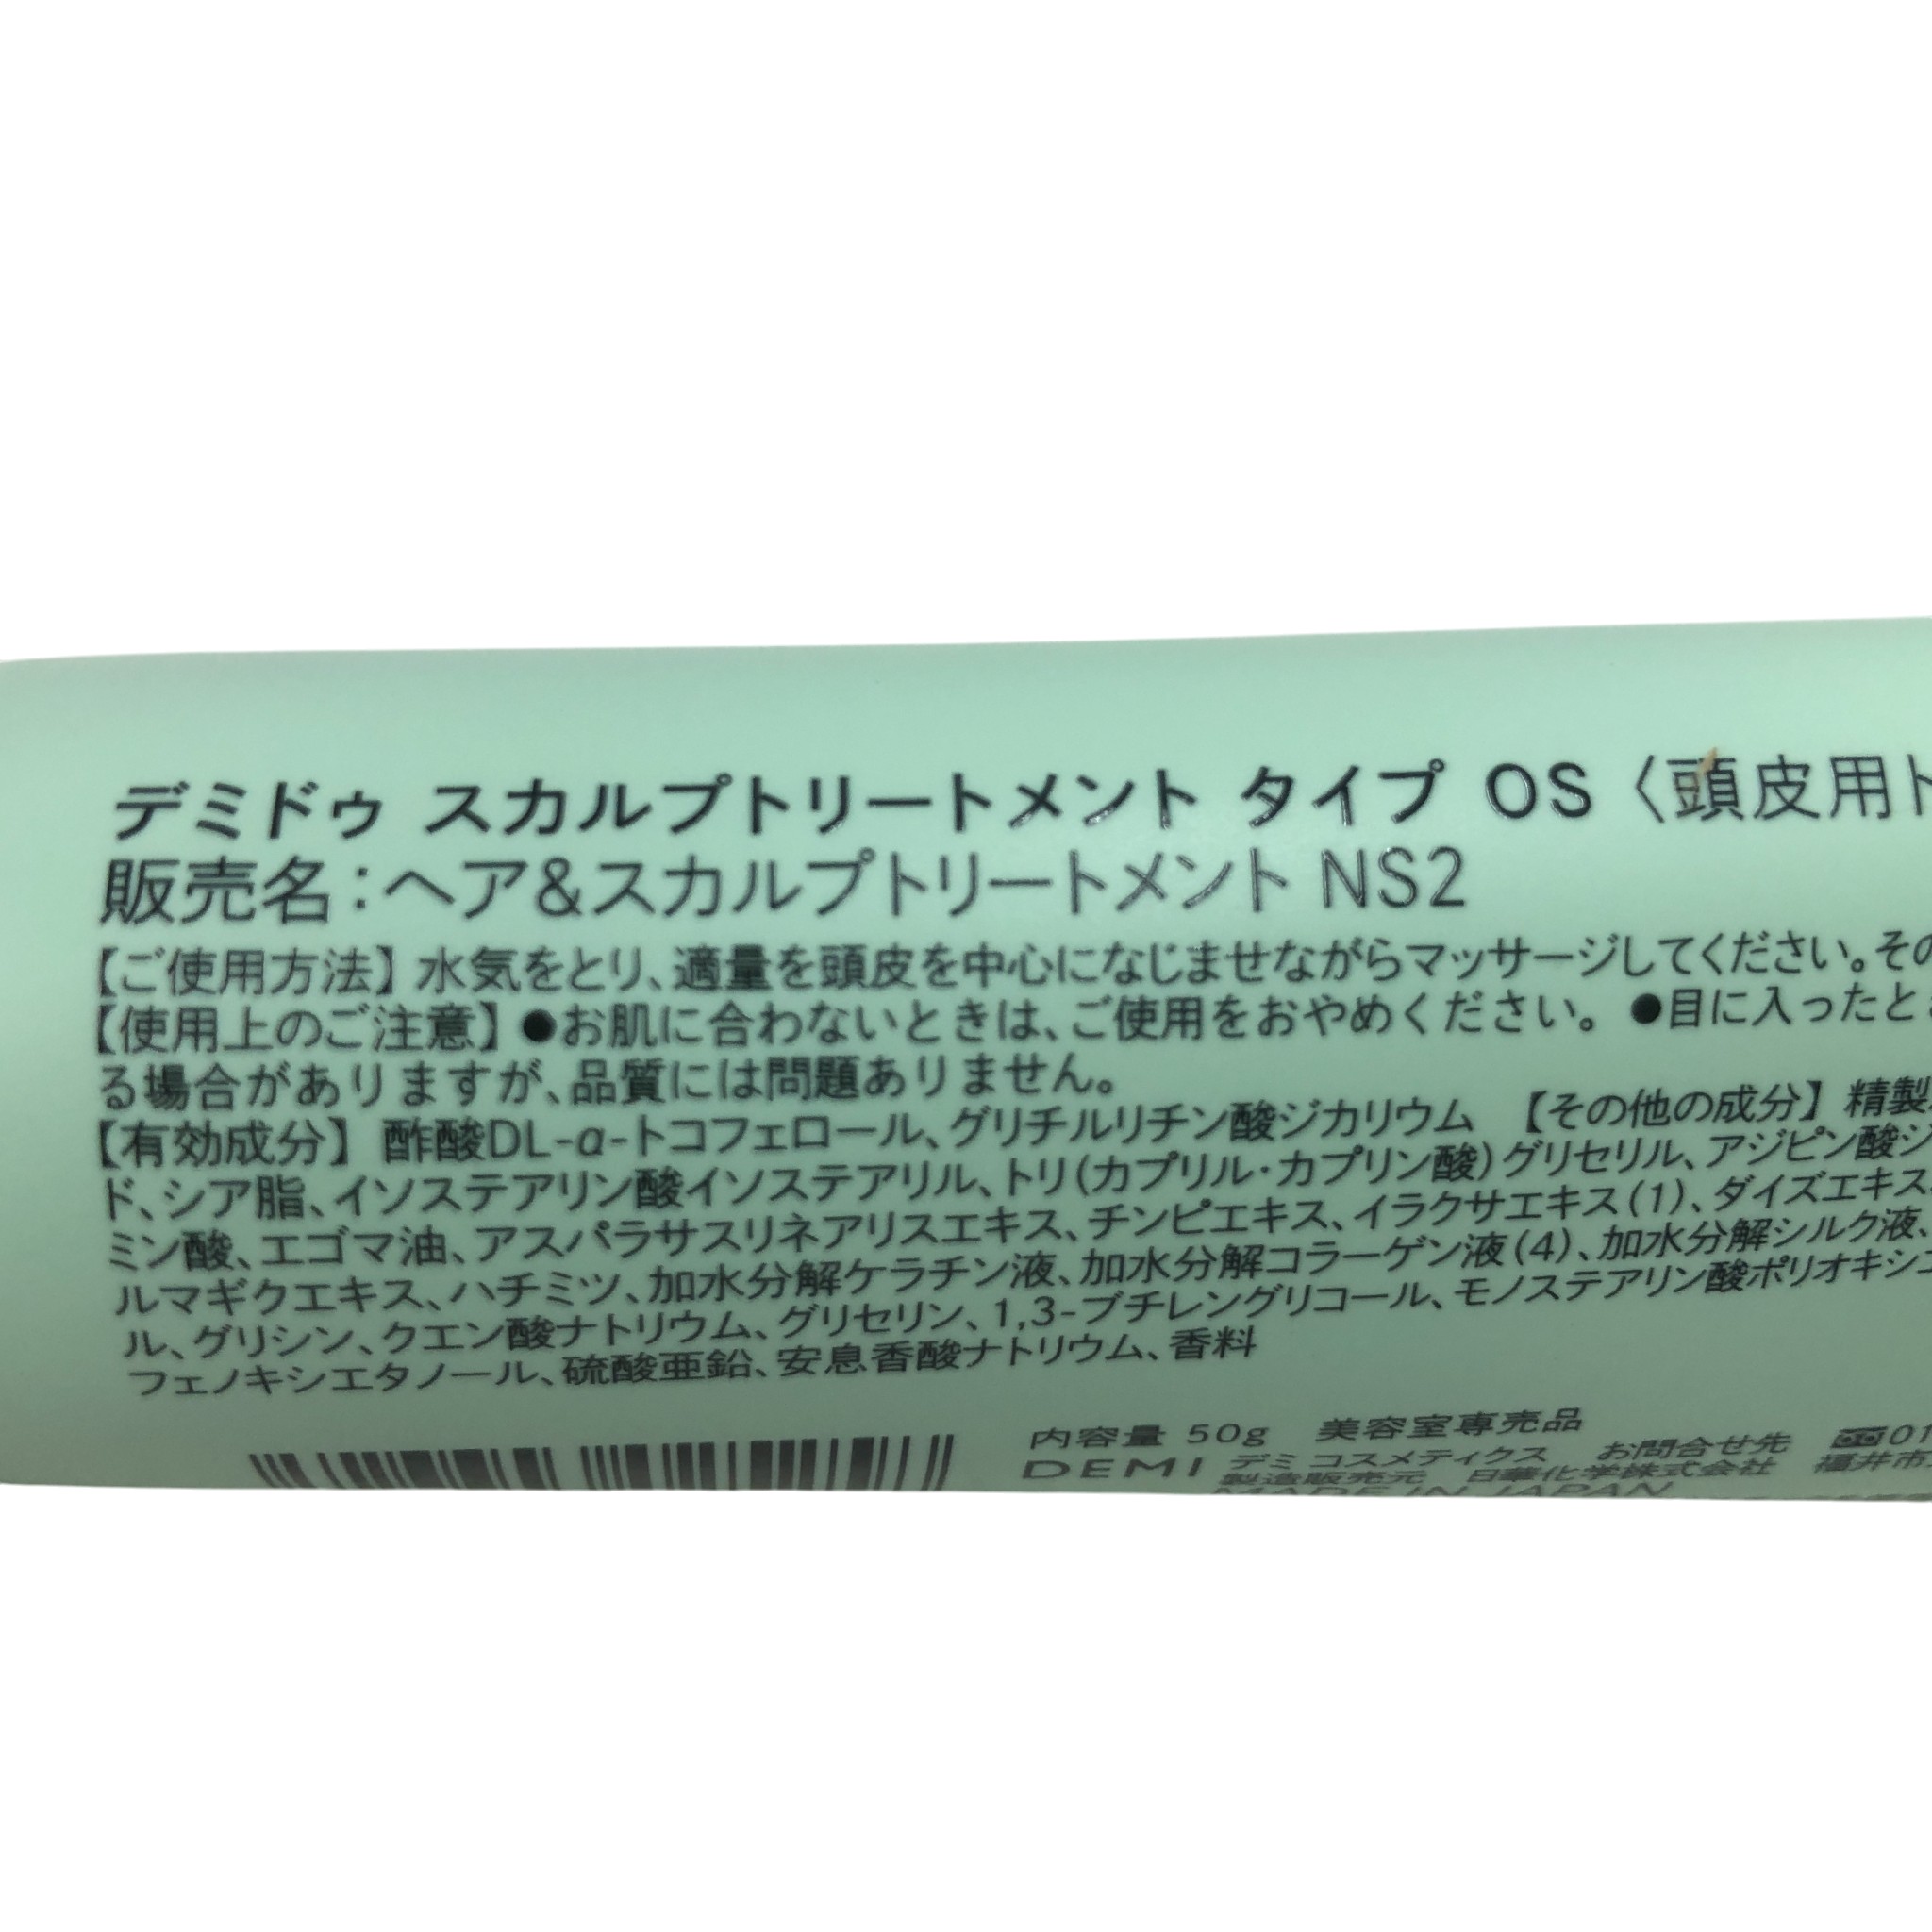 デミドゥ スカルプトリートメント タイプ OS 〈頭皮用ト
販売名：ヘア&スカルプトリートメント NS2
【ご使用方法】水気をとり、適量を頭皮を中心になじませながらマッサージしてください。その
【使用上のご注意】●お肌に合わないときは、ご使用をおやめください。 ●目に入ったと
る場合がありますが、品質には問題ありません。
【有効成分】 酢酸DL-α-トコフェロール、グリチルリチン酸ジカリウム 【その他の成分】精製
ド、シア脂、イソステアリン酸イソステアリル、トリ(カプリル・カプリン酸)グリセリル、アジピン酸ジ
ミン酸、エゴマ油、アスパラサスリネアリスエキス、チンピエキス、イラクサエキス(1)、ダイズエキス、
ルマギクエキス、ハチミツ、加水分解ケラチン液、加水分解コラーゲン液(4)、加水分解シルク液、
ル、グリシン、クエン酸ナトリウム、グリセリン、1,3-ブチレングリコール、モノステアリン酸ポリオキシエ
フェノキシエタノール、硫酸亜鉛、安息香酸ナトリウム、香料
内容量 50g 美容室専売品
DEMI デミ コスメティクス お問合せ先 01
製造販売元 日華化学株式会社 福井市
MADE IN JAPAN